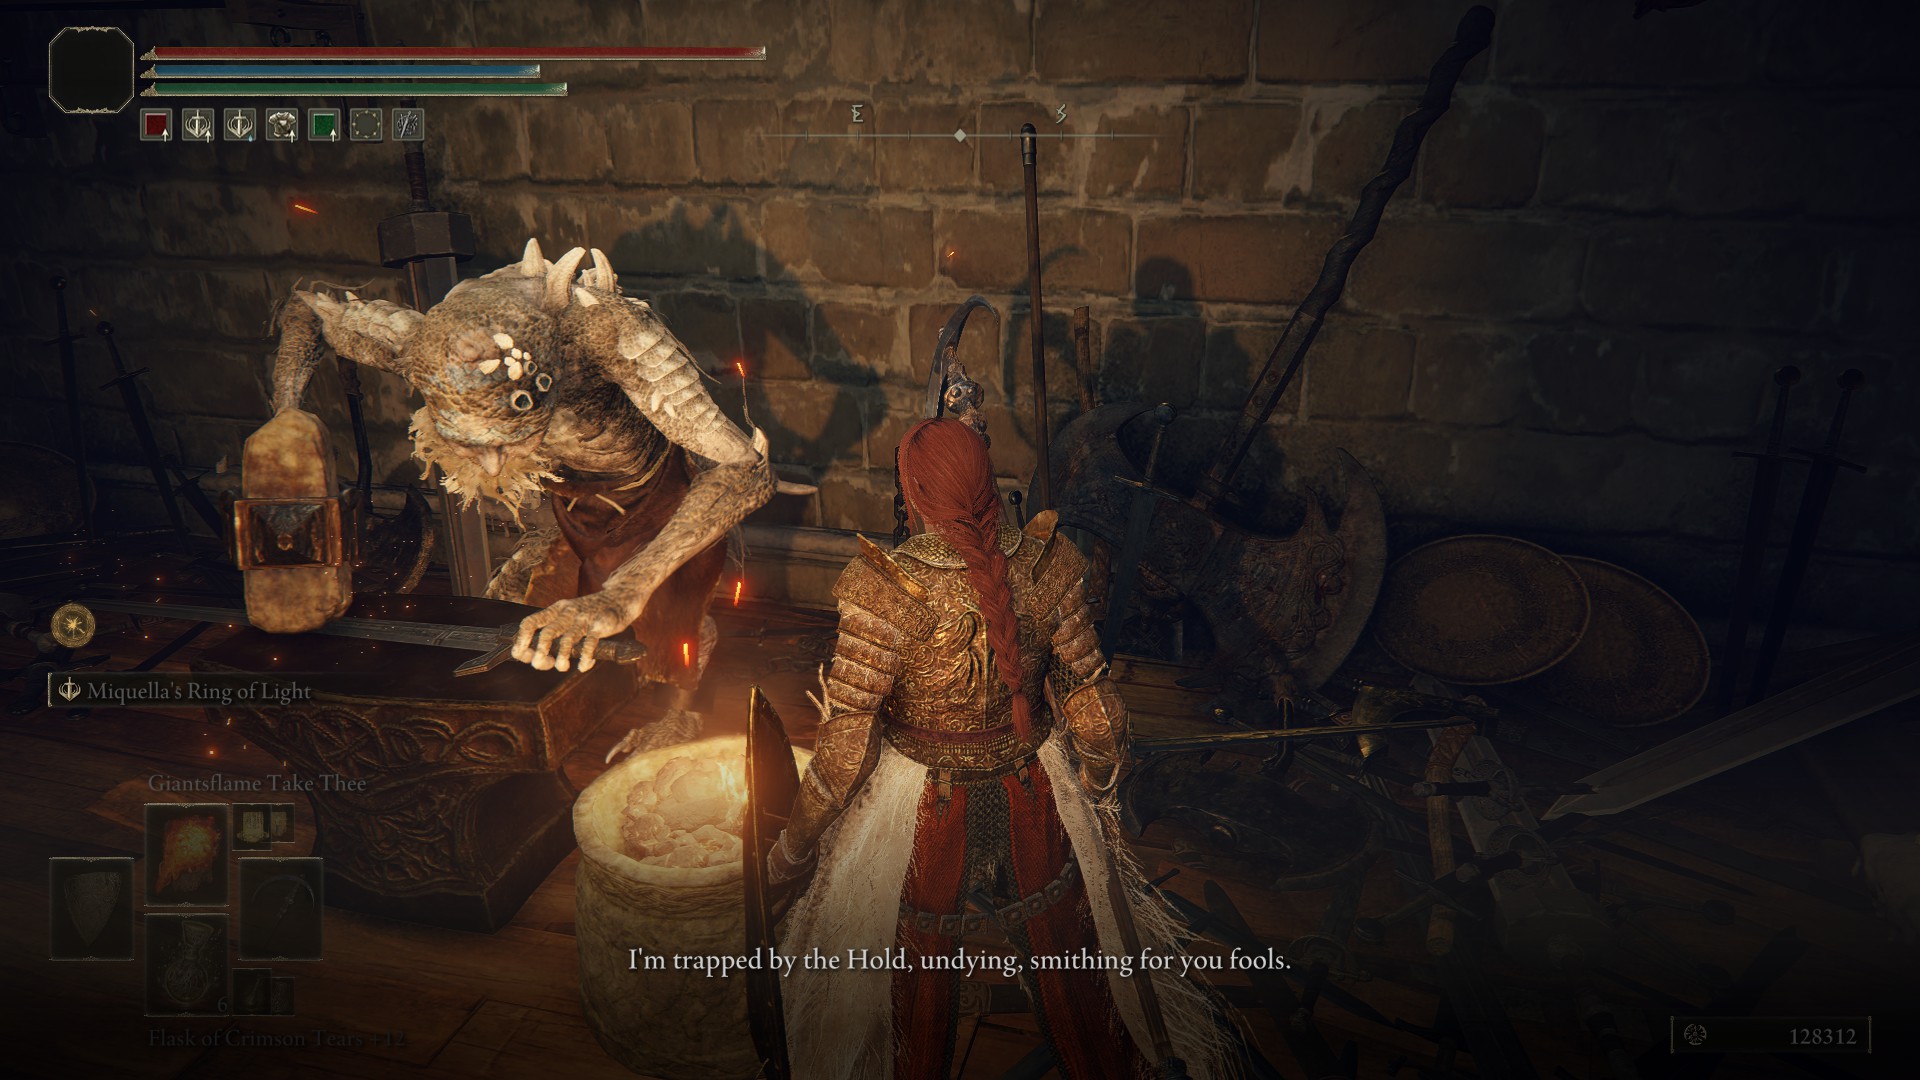 E
S
Miquella's Ring of Light
Giantsflame Take Thee
6
I'm trapped by the Hold, undying, smithing for you fools.
Flask of Crimson Tears +12
128312